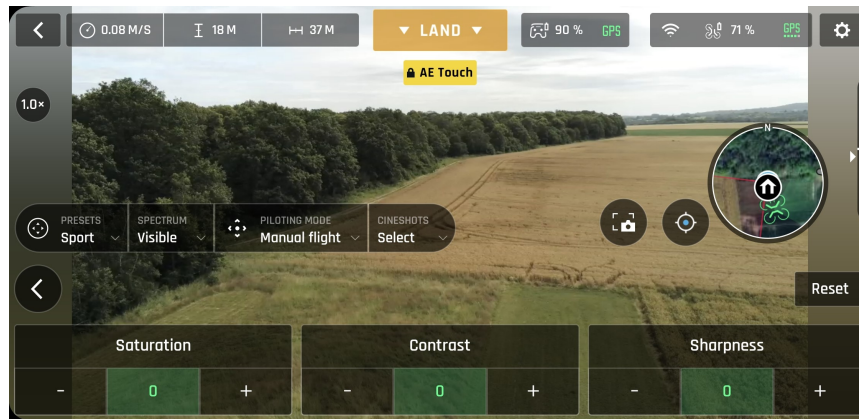 0.08 M/S
18 M
37 M
▼ LAND ▼
90 %
GPS
71 %
GPS
AE Touch
1.0×
N
PRESETS
Sport
SPECTRUM
Visible
PILOTING MODE
Manual flight
CINESHOTS
Select
Reset
Saturation
Contrast
Sharpness
- 0 +
- 0 +
- 0 +